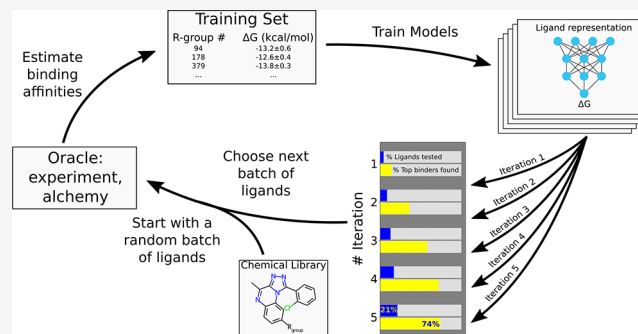 Training Set
R-group # ΔG (kcal/mol)
94 -13.2±0.6
178 -12.6±0.4
379 -13.8±0.3
... ...
Train Models
Ligand representation
ΔG
Estimate
binding
affinities
Oracle:
experiment,
alchemy
Choose next
batch of
ligands
Start with a
random batch
of ligands
Chemical Library
N
N
N
N
Cl
R group
# Iteration
1
% Ligands tested
% Top binders found
2
3
4
5
21%
74%
Iteration 1
Iteration 2
Iteration 3
Iteration 4
Iteration 5